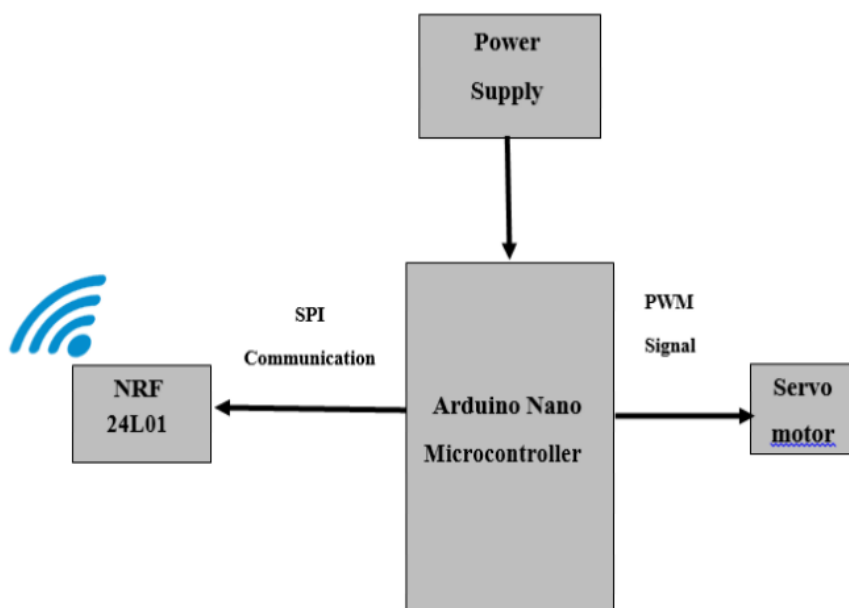 Power
Supply
SPI
Communication
PWM
Signal
NRF
24L01
Arduino Nano
Microcontroller
Servo
motor